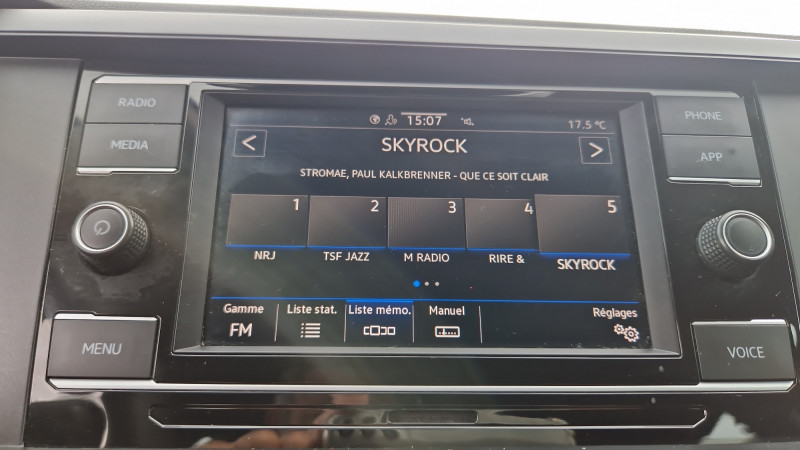 RADIO
MEDIA
MENU
15:07
17.5 °C
<
SKYROCK
>
STROMAE, PAUL KALKBRENNER - QUE CE SOIT CLAIR
1 2 3 4 5
NRJ TSF JAZZ M RADIO RIRE & SKYROCK
Gamme Liste stat. Liste mémo. Manuel Réglages
FM
PHONE
APP
VOICE